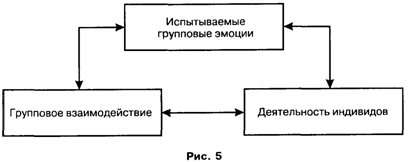 Испытываемые
групповые эмоции
Групповое взаимодействие
Деятельность индивидов
Рис. 5